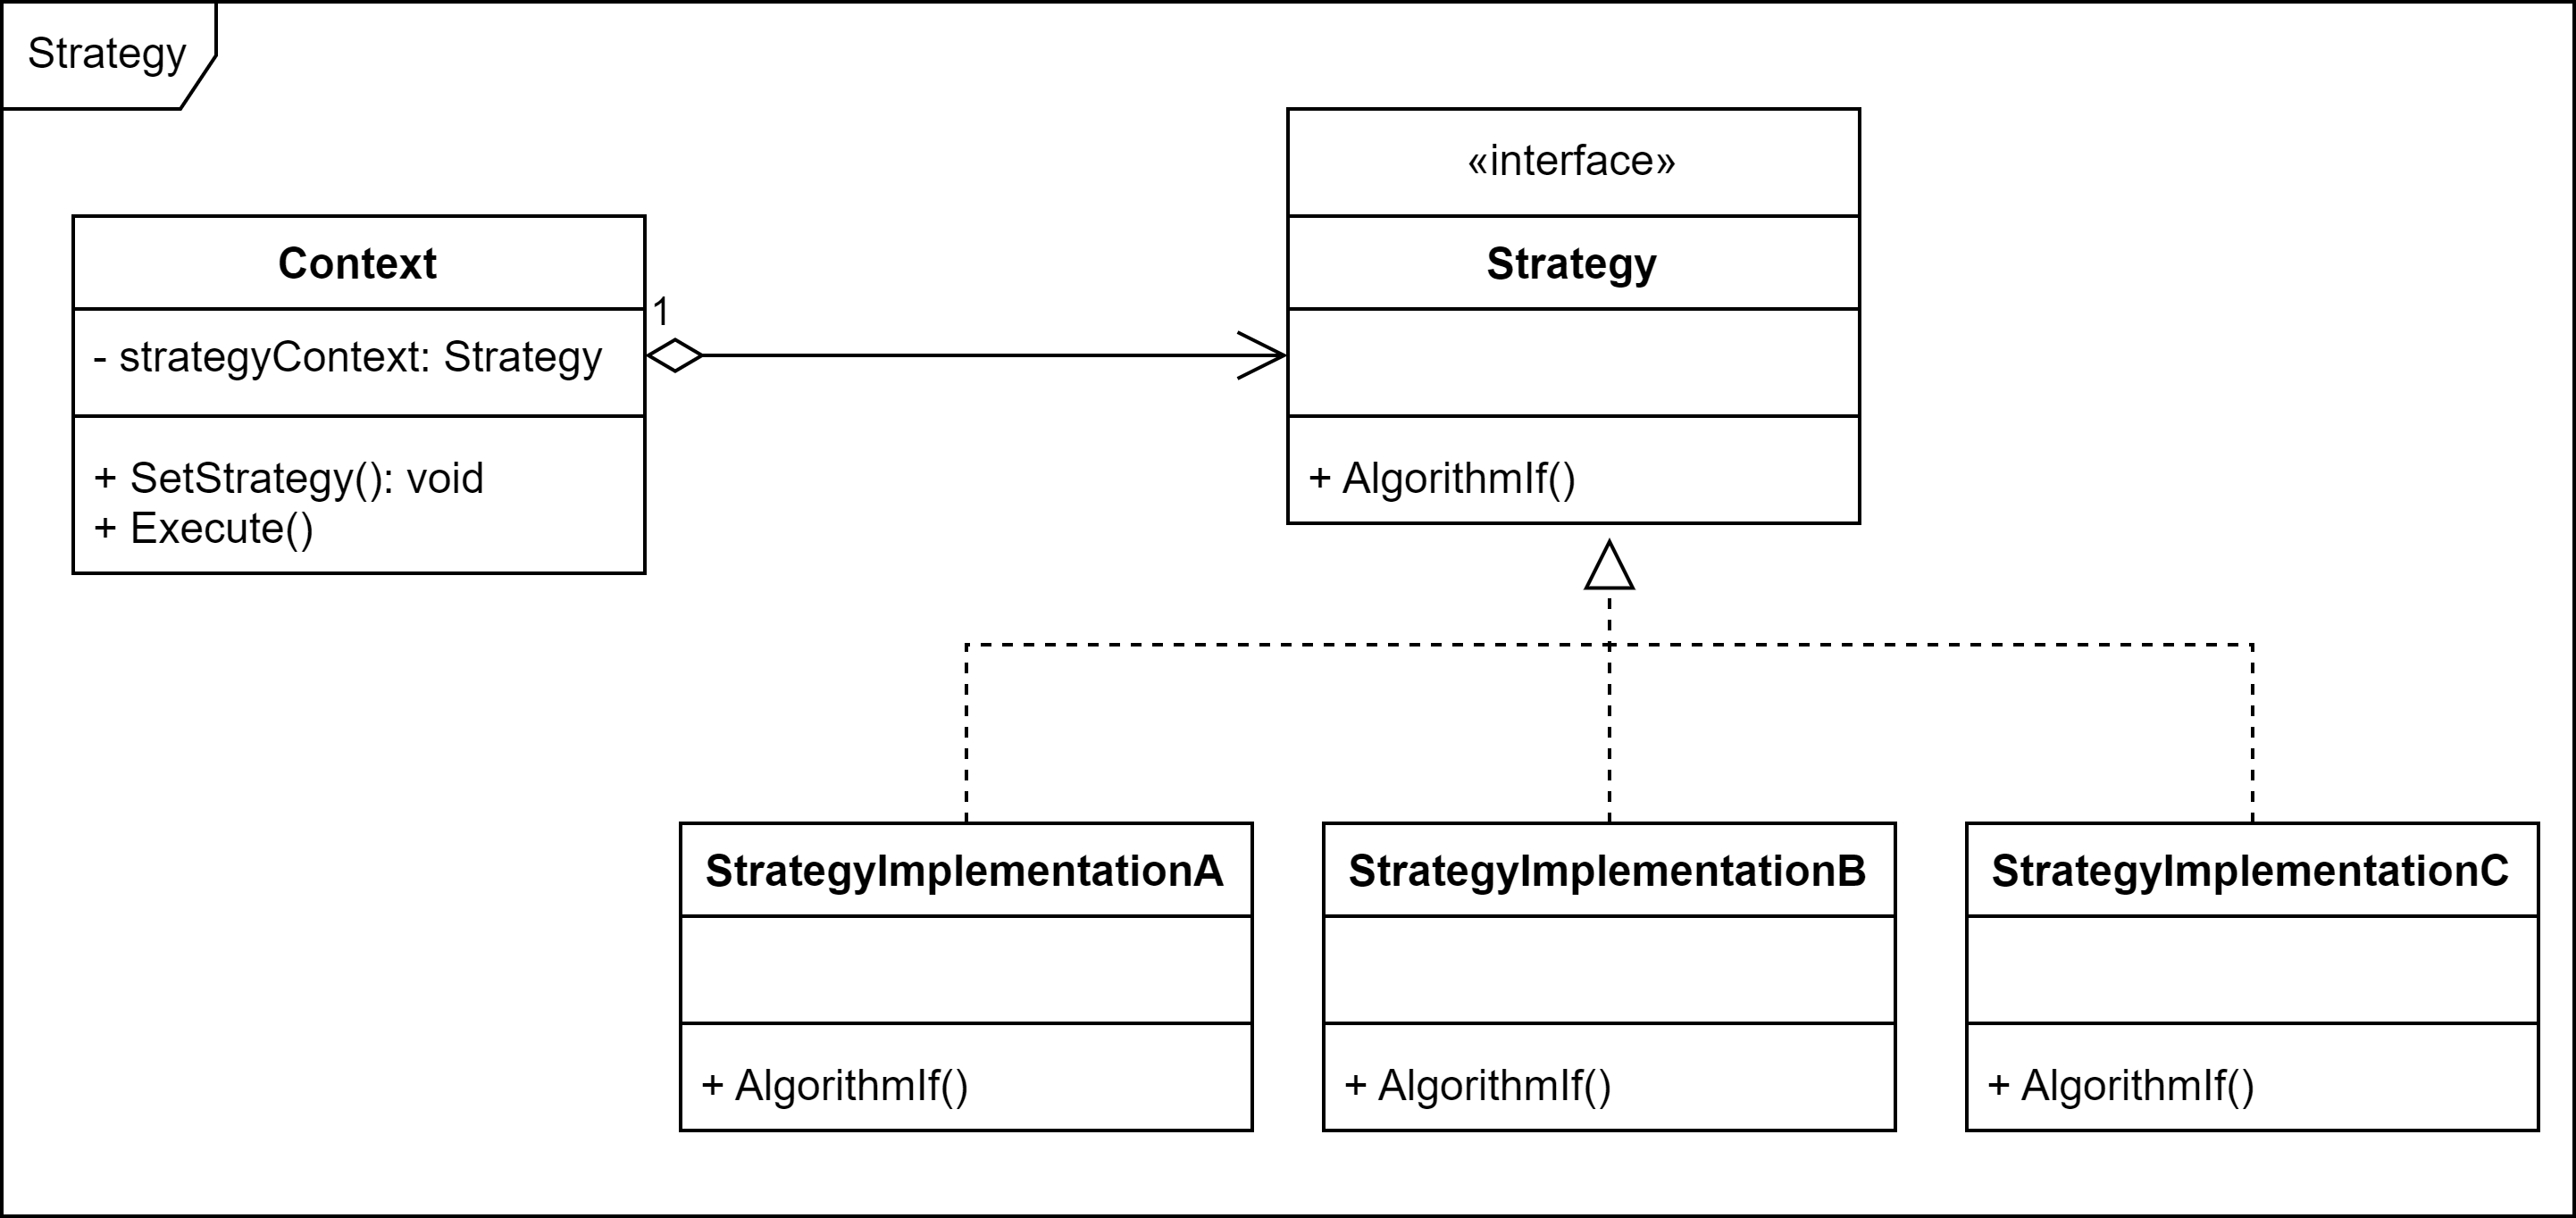 Strategy
Context
- strategyContext: Strategy
+ SetStrategy(): void
+ Execute()
1
«interface»
Strategy
+ AlgorithmIf()
StrategyImplementationA
+ AlgorithmIf()
StrategyImplementationB
+ AlgorithmIf()
StrategyImplementationC
+ AlgorithmIf()